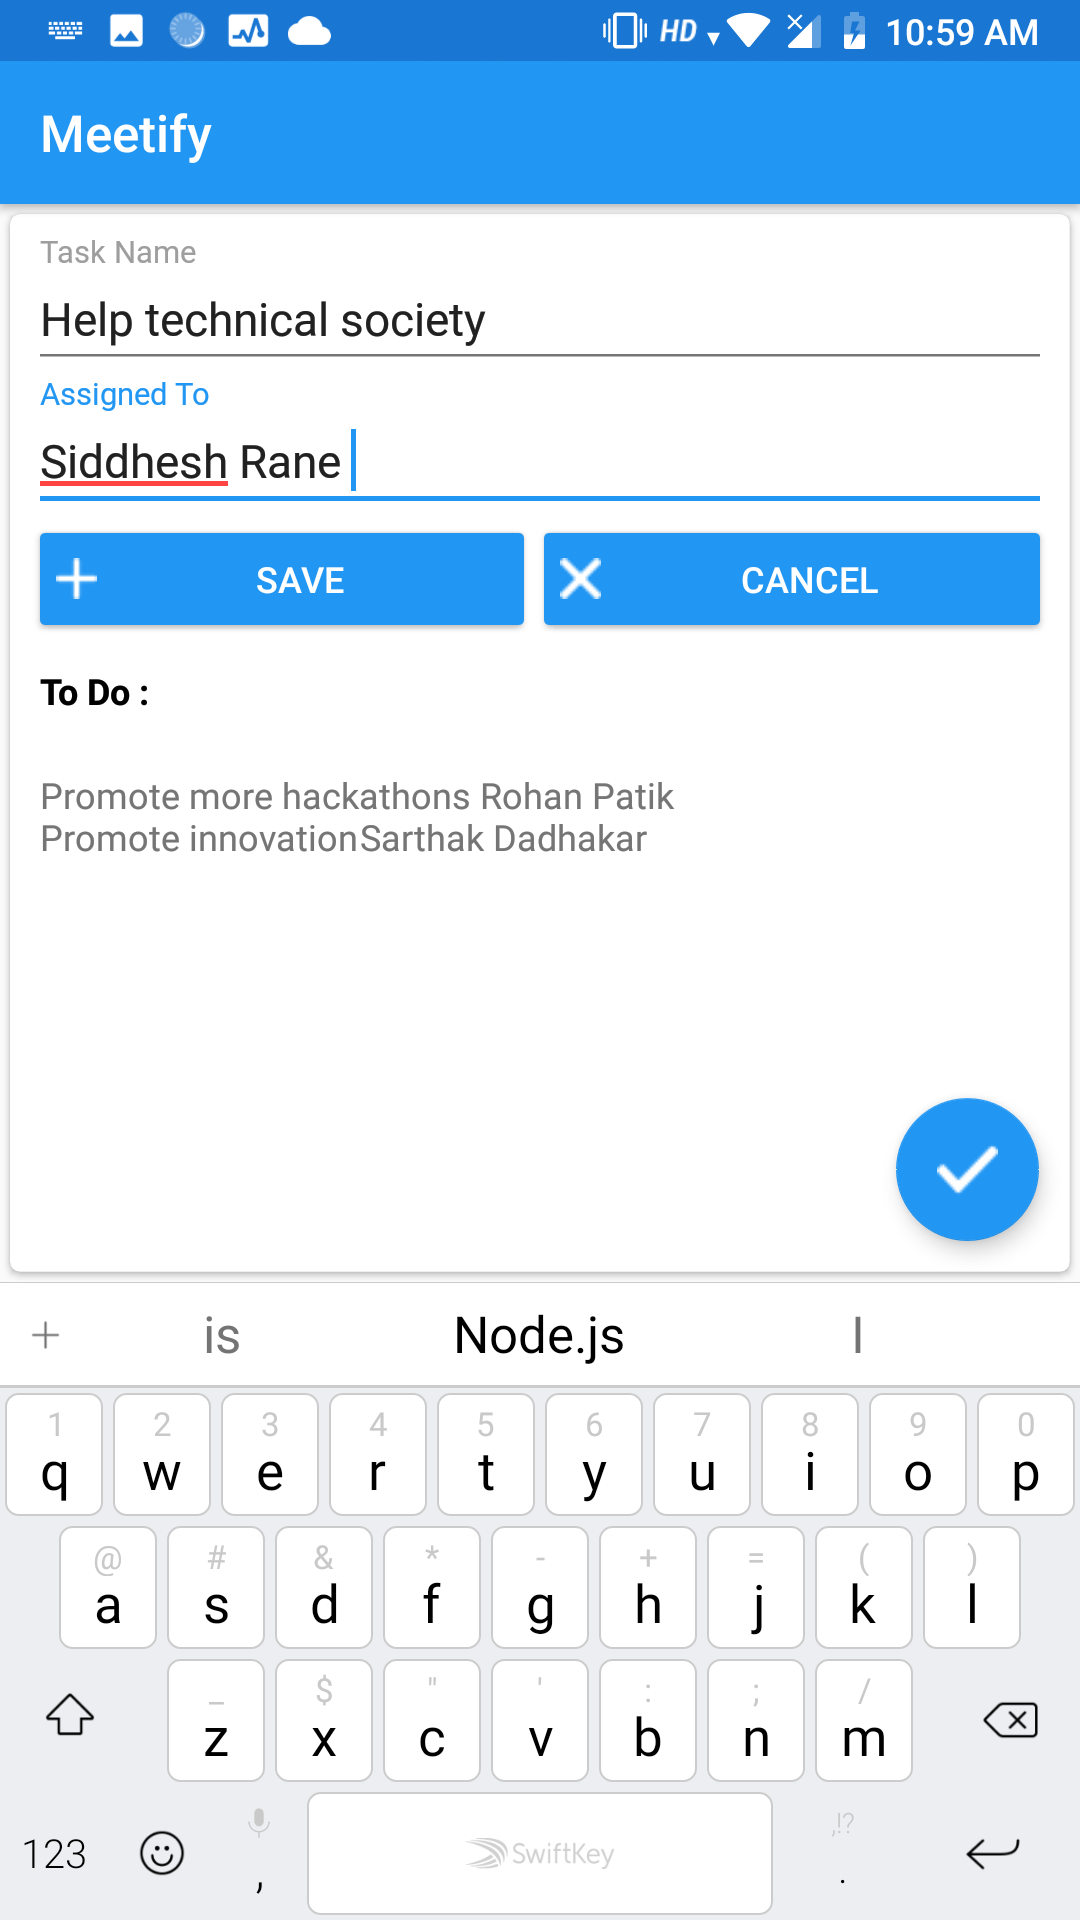 HD 10:59 AM
Meetify
Task Name
Help technical society
Assigned To
Siddhesh Rane
SAVE CANCEL
To Do :
Promote more hackathons Rohan Patik
Promote innovationSarthak Dadhakar
+ is Node.js I
1 2 3 4 5 6 7 8 9 0
q w e r t y u i o p
@ # & * - + = ( )
a s d f g h j k l
_ $ " ' : ; /
z x c v b n m
,!?
123 , SwiftKey .